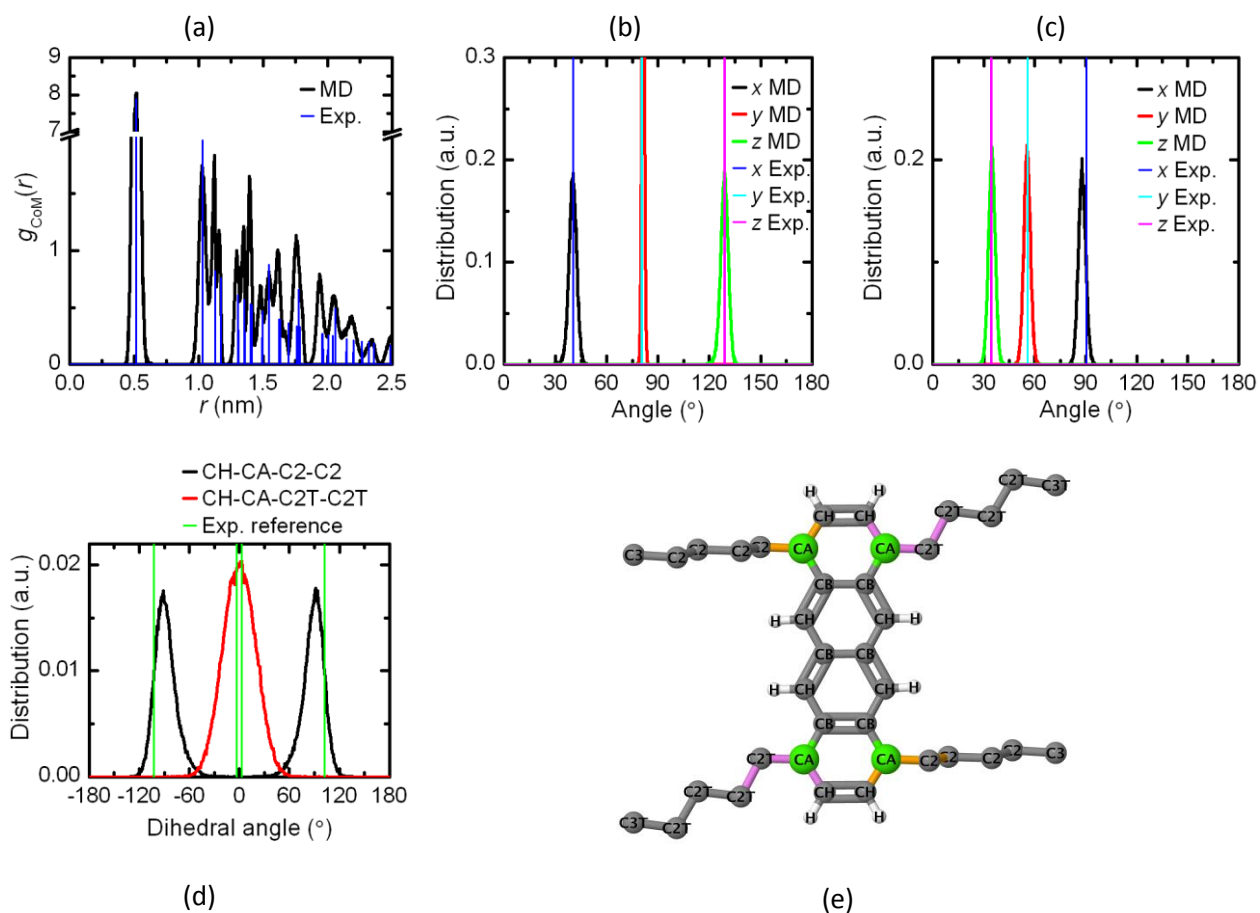 (a)
9
8
7
1
0
g_CoM(r)
MD
Exp.
0.0 0.5 1.0 1.5 2.0 2.5
r (nm)
(b)
0.3
0.2
0.1
0.0
Distribution (a.u.)
x MD
y MD
z MD
x Exp.
y Exp.
z Exp.
0 30 60 90 120 150 180
Angle (°)
(c)
0.2
0.0
Distribution (a.u.)
x MD
y MD
z MD
x Exp.
y Exp.
z Exp.
0 30 60 90 120 150 180
Angle (°)
CH-CA-C2-C2
CH-CA-C2T-C2T
Exp. reference
0.02
0.01
0.00
Distribution (a.u.)
-180 -120 -60 0 60 120 180
Dihedral angle (°)
(d)
C2T C3T
H H
C2T C2T
CH CH
C3 C2 C2 C2 C2 CA CA C2T
CB CB
H CH CH H
CB CB
H CH CH H
CB CB
C2T CA CA C2 C2 C2 C2 C3
C2T C2T CH CH
C3T C2T
H H
(e)